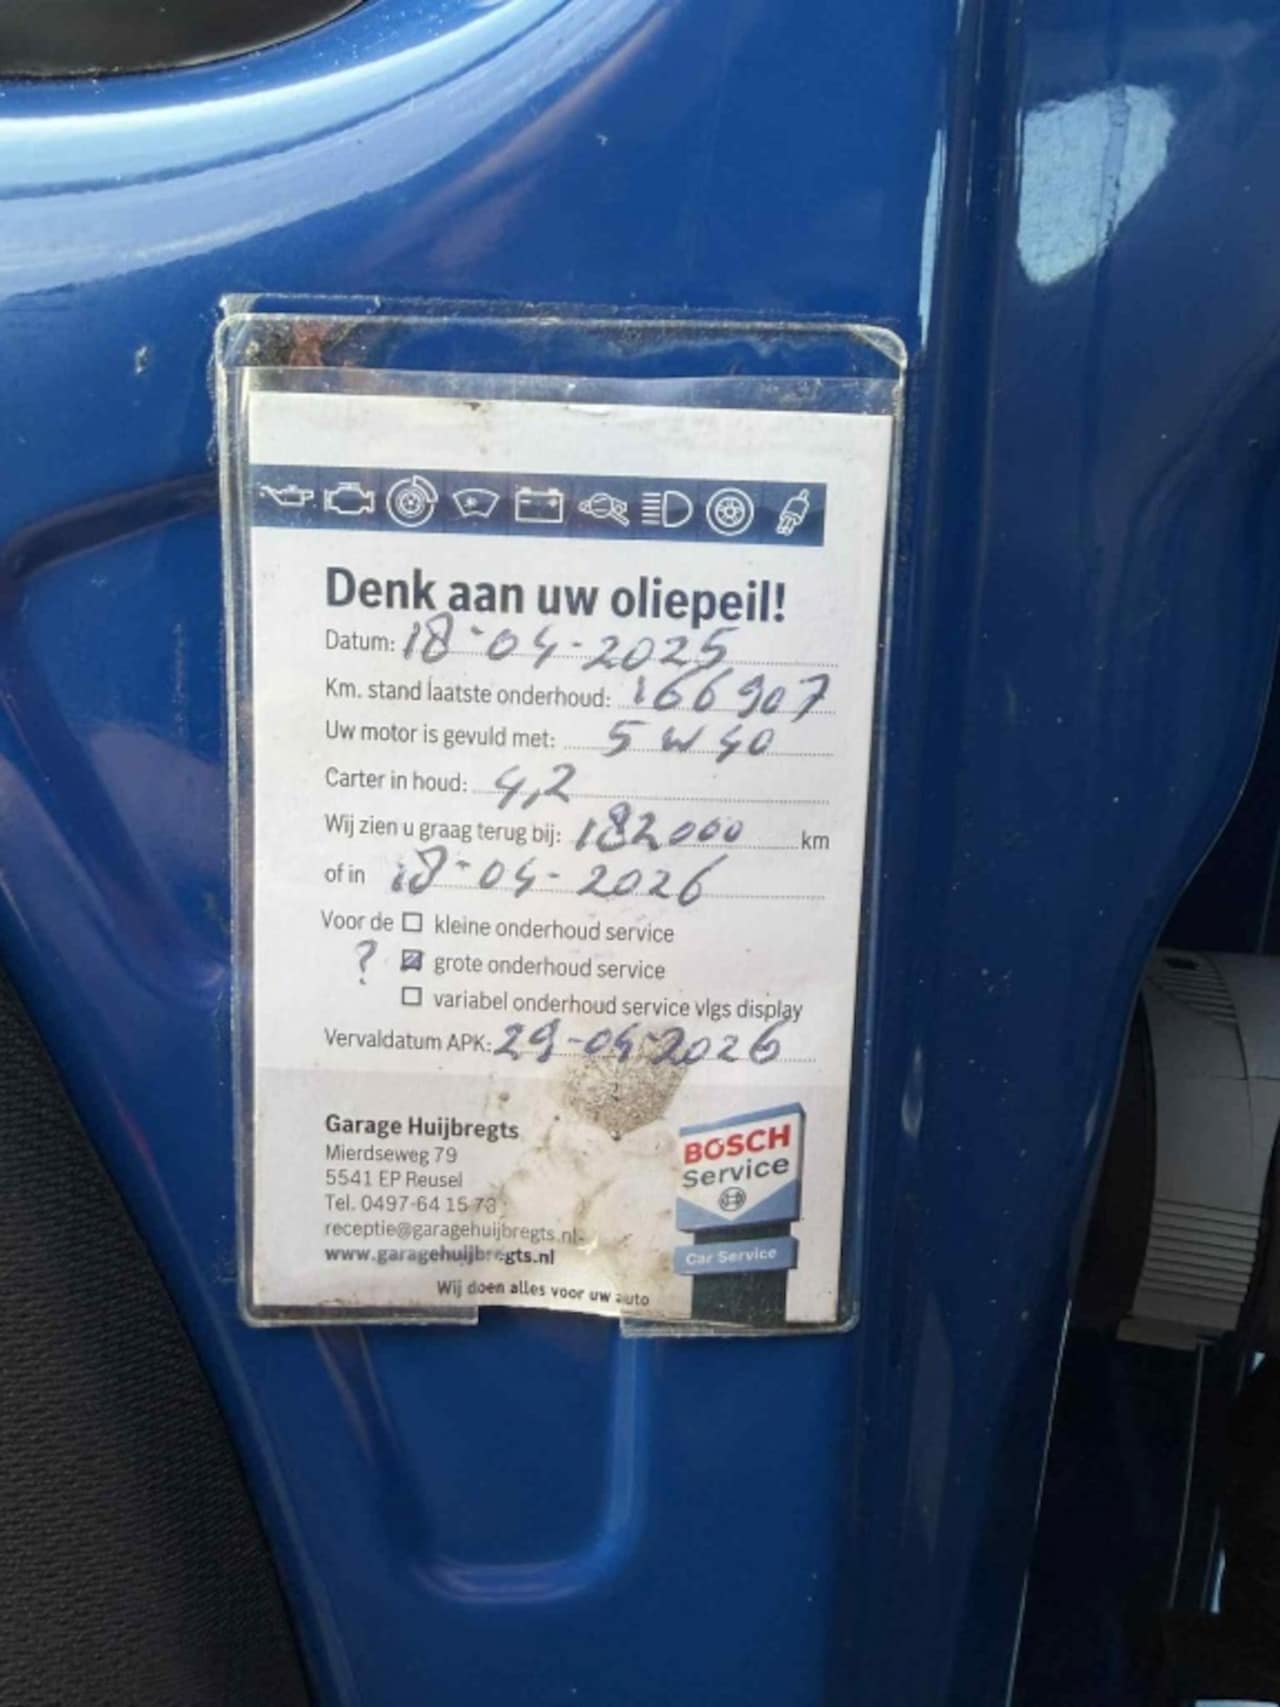 Denk aan uw oliepeil!
Datum: 18-04-2025
Km. stand laatste onderhoud: 166907
Uw motor is gevuld met: 5W40
Carter in houd: 4,2
Wij zien u graag terug bij: 182000 km
of in 18-04-2026
Voor de ☐ kleine onderhoud service
? ☒ grote onderhoud service
☐ variabel onderhoud service vlgs display
Vervaldatum APK: 29-04-2026
Garage Huijbregts
Mierdseweg 79
5541 EP Reusel
Tel. 0497-64 15 73
receptie@garagehuijbregts.nl
www.garagehuijbregts.nl
Wij doen alles voor uw auto
BOSCH
Service
Car Service